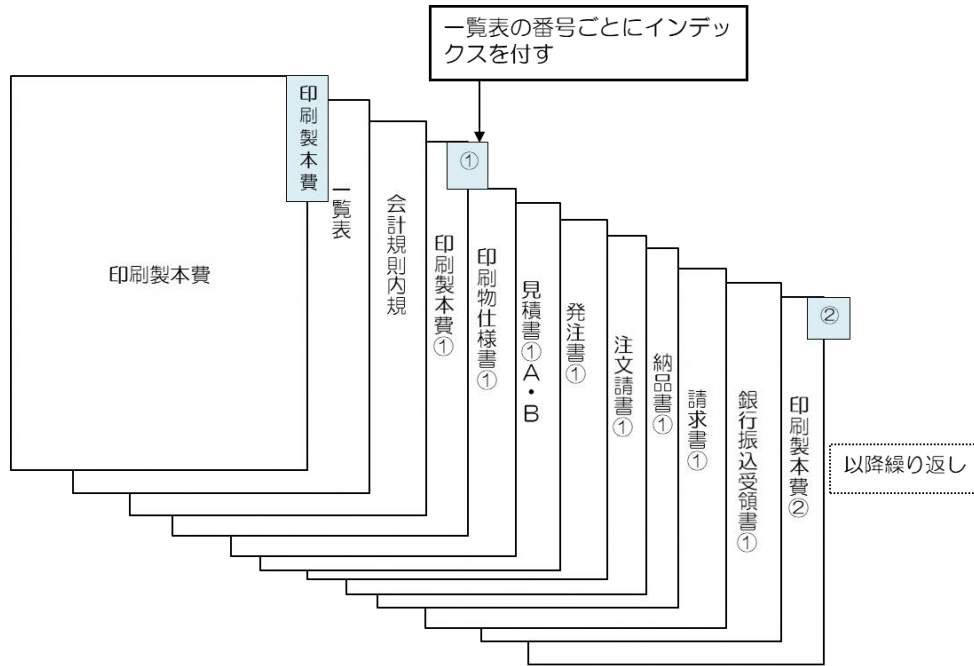 一覧表の番号ごとにインデッ
クスを付す
印刷製本費
印刷製本費
一覧表
会計規則内規
印刷製本費①
①
印刷物仕様書①
見積書①A・B
発注書①
注文請書①
納品書①
請求書①
銀行振込受領書①
印刷製本費②
②
以降繰り返し